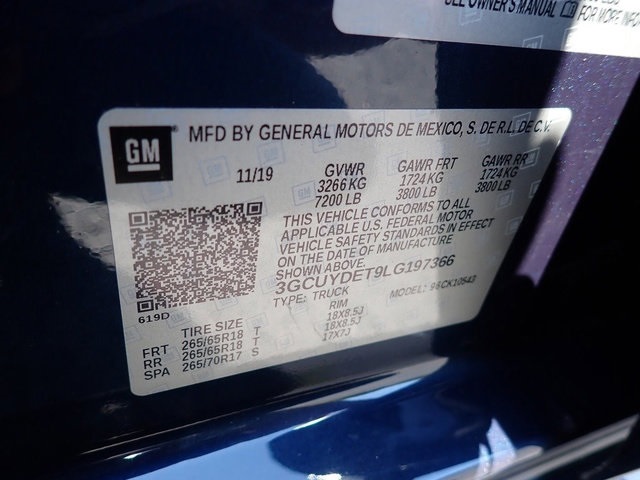 SEE OWNER'S MANUAL
FOR MORE
GM
MFD BY GENERAL MOTORS DE MEXICO, S. DE R.L. DE C.V.
11/19 GVWR GAWR FRT GAWR RR
3266 KG 1724 KG 1724 KG
7200 LB 3800 LB 3800 LB
THIS VEHICLE CONFORMS TO ALL
APPLICABLE U.S. FEDERAL MOTOR
VEHICLE SAFETY STANDARDS IN EFFECT
ON THE DATE OF MANUFACTURE
SHOWN ABOVE.
3GCUYDET9LG197366
TYPE: TRUCK MODEL: 98CK10543
619D
TIRE SIZE RIM
FRT 265/65R18 T 18X8.5J
RR 265/65R18 T 18X8.5J
SPA 265/70R17 S 17X7J